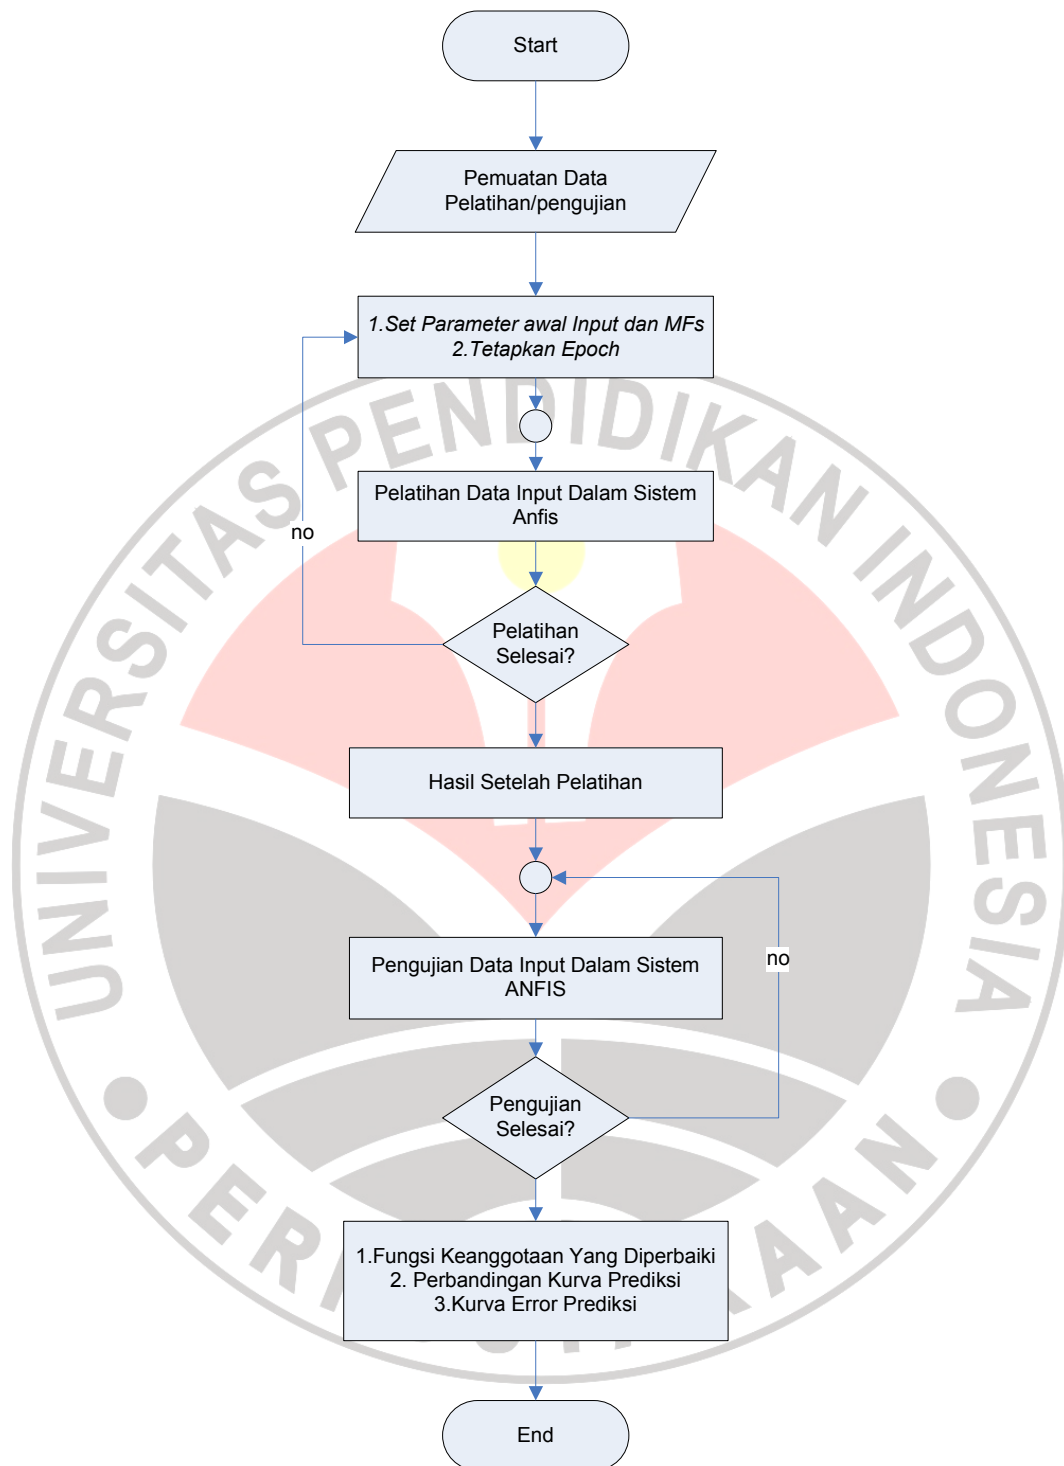 Start
Pemuatan Data
Pelatihan/pengujian
1.Set Parameter awal Input dan MFs
2.Tetapkan Epoch
Pelatihan Data Input Dalam Sistem
Anfis
no
Pelatihan
Selesai?
Hasil Setelah Pelatihan
Pengujian Data Input Dalam Sistem
ANFIS
no
Pengujian
Selesai?
1.Fungsi Keanggotaan Yang Diperbaiki
2. Perbandingan Kurva Prediksi
3.Kurva Error Prediksi
End
UNIVERSITAS PENDIDIKAN INDONESIA